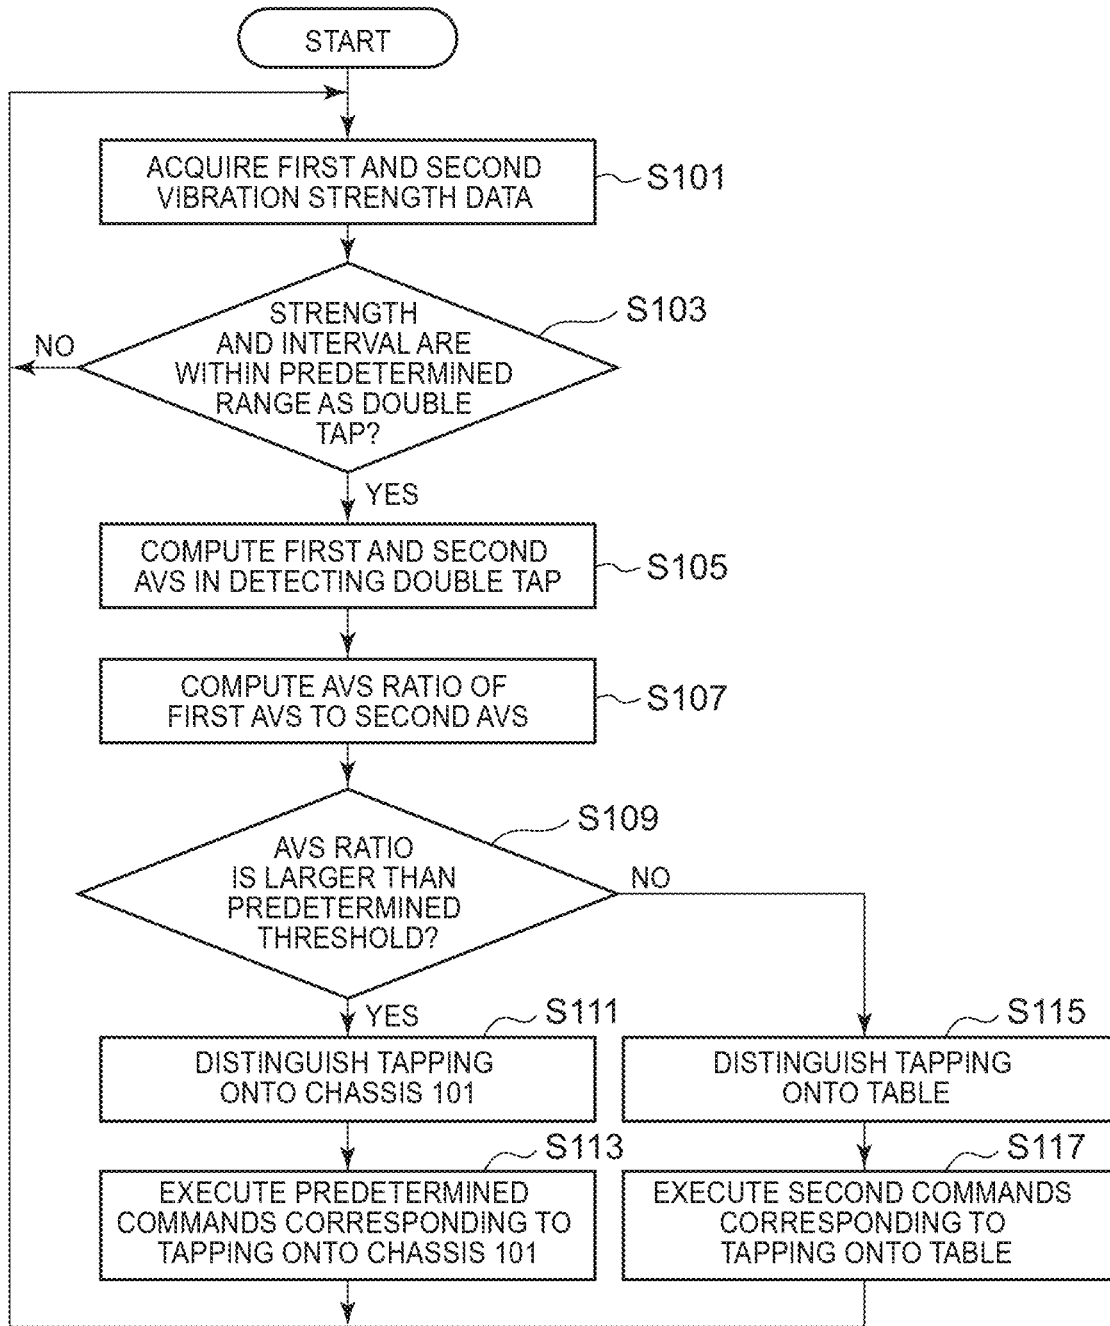 START
ACQUIRE FIRST AND SECOND
VIBRATION STRENGTH DATA
S101
STRENGTH
AND INTERVAL ARE
WITHIN PREDETERMINED
RANGE AS DOUBLE
TAP?
S103
NO
YES
COMPUTE FIRST AND SECOND
AVS IN DETECTING DOUBLE TAP
S105
COMPUTE AVS RATIO OF
FIRST AVS TO SECOND AVS
S107
AVS RATIO
IS LARGER THAN
PREDETERMINED
THRESHOLD?
S109
NO
YES
S111
DISTINGUISH TAPPING
ONTO CHASSIS 101
S115
DISTINGUISH TAPPING
ONTO TABLE
S113
EXECUTE PREDETERMINED
COMMANDS CORRESPONDING TO
TAPPING ONTO CHASSIS 101
S117
EXECUTE SECOND COMMANDS
CORRESPONDING TO
TAPPING ONTO TABLE